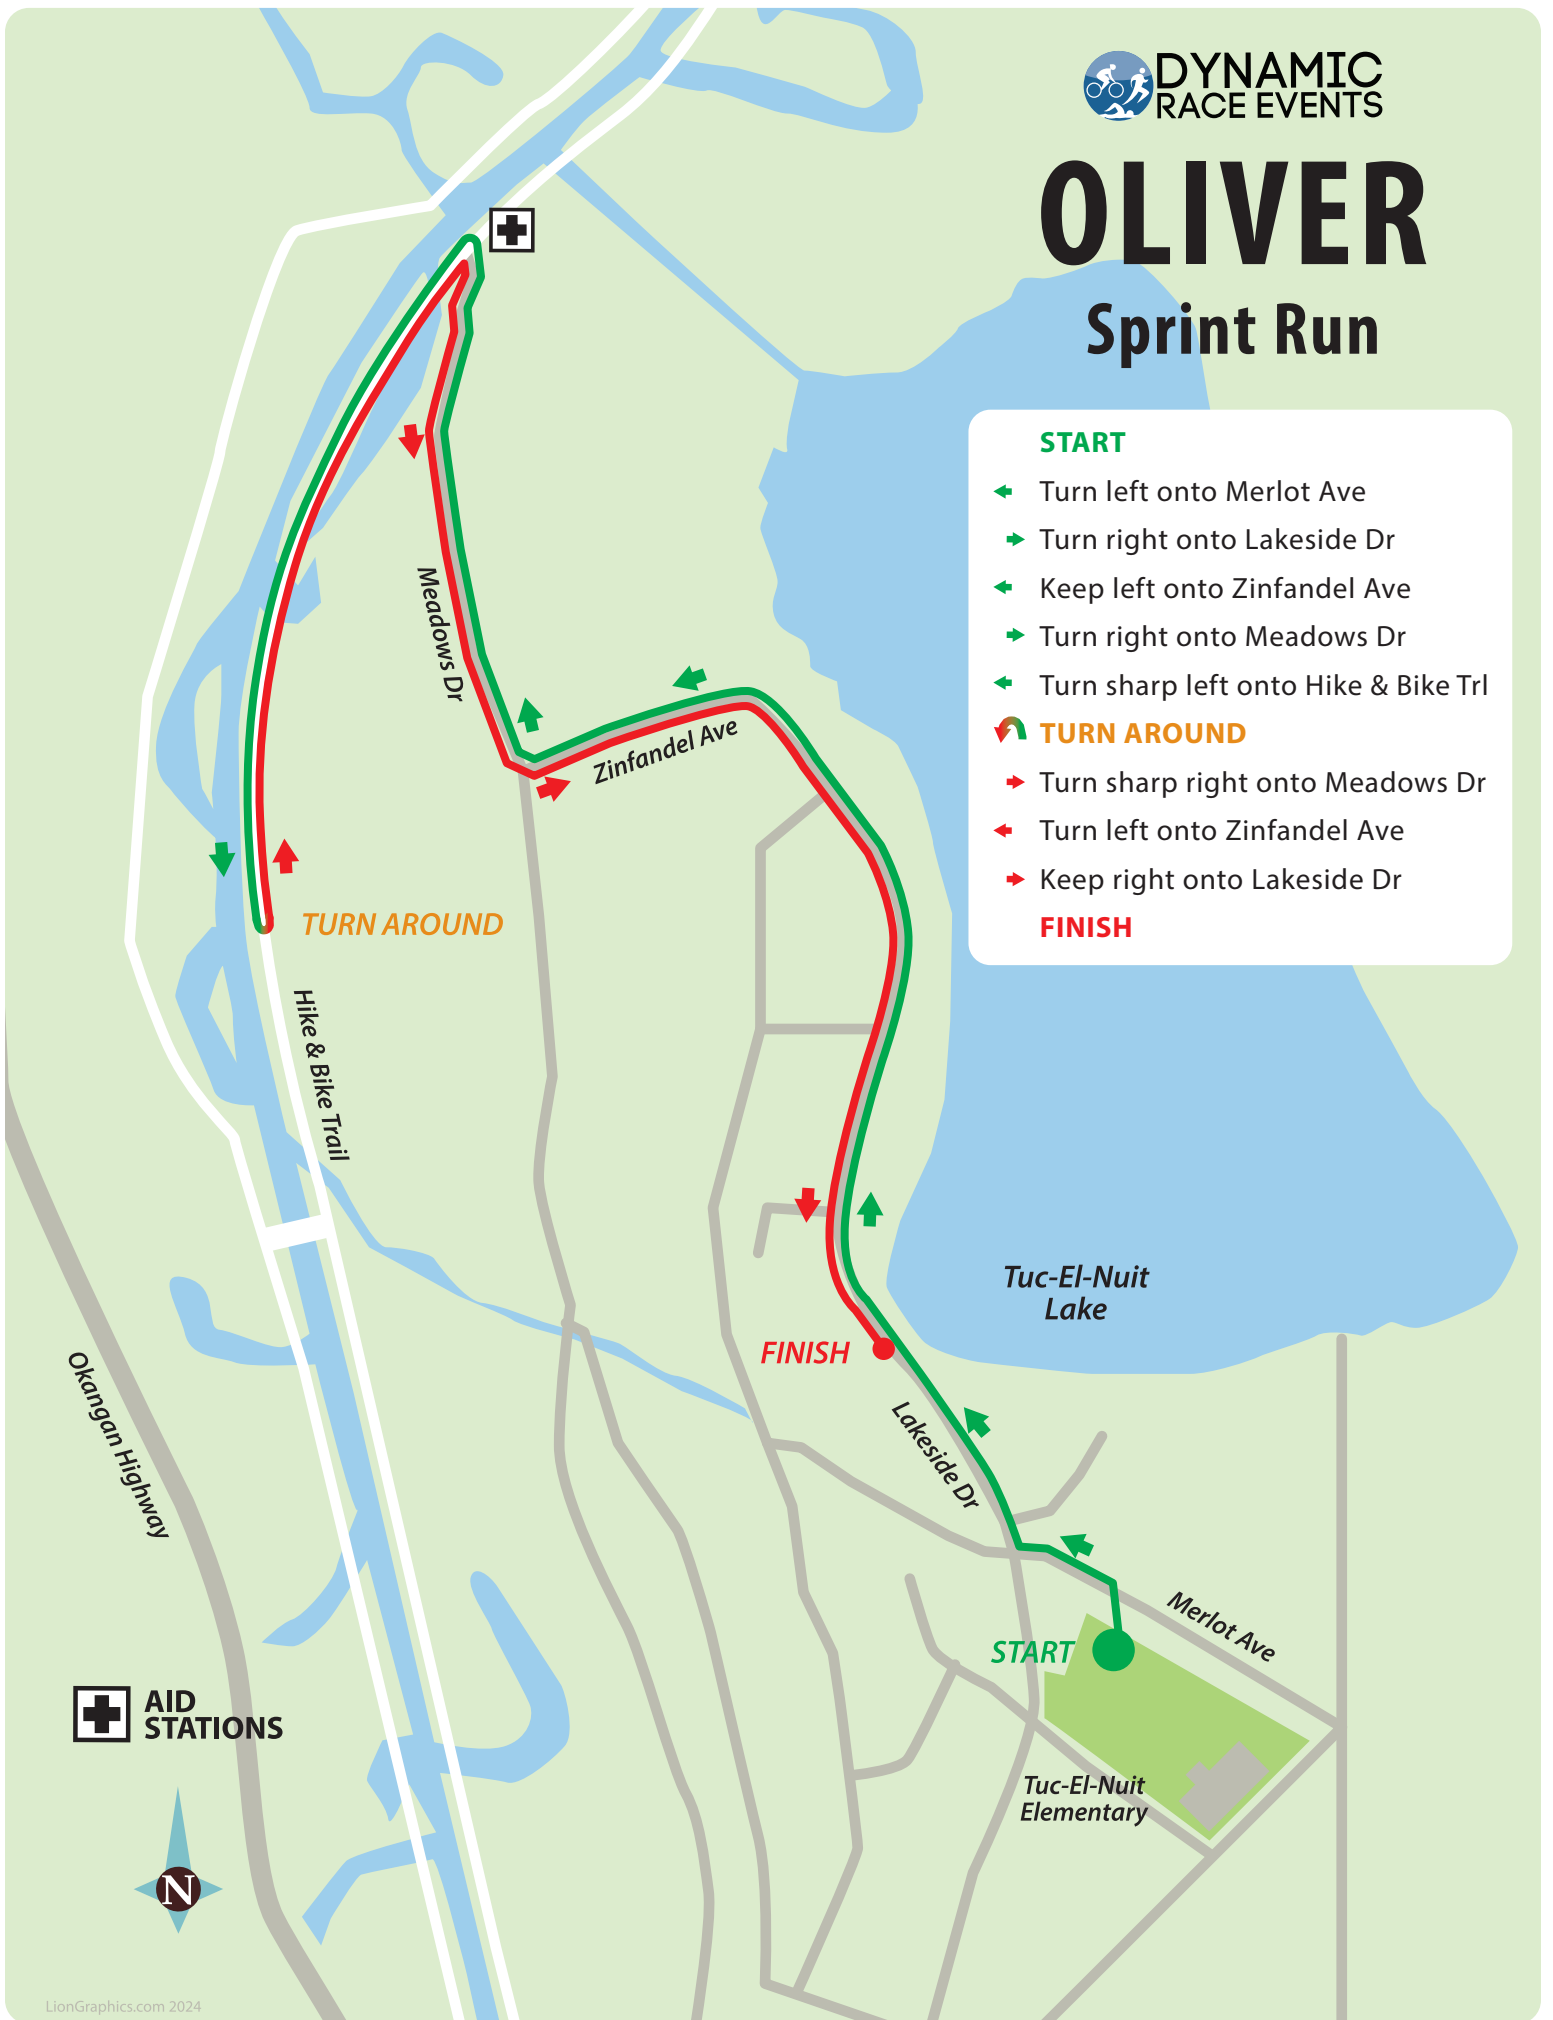 DYNAMIC
RACE EVENTS
OLIVER
Sprint Run
START
Turn left onto Merlot Ave
Turn right onto Lakeside Dr
Keep left onto Zinfandel Ave
Turn right onto Meadows Dr
Turn sharp left onto Hike & Bike Trl
TURN AROUND
Turn sharp right onto Meadows Dr
Turn left onto Zinfandel Ave
Keep right onto Lakeside Dr
FINISH
Meadows Dr
Zinfandel Ave
TURN AROUND
Hike & Bike Trail
Tuc-El-Nuit
Lake
FINISH
Okangan Highway
Lakeside Dr
Merlot Ave
START
AID
STATIONS
Tuc-El-Nuit
Elementary
N
LionGraphics.com 2024